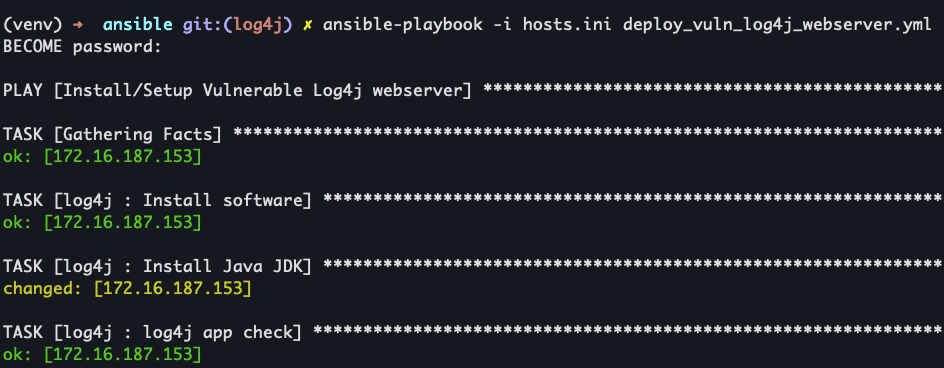 (venv) → ansible git:(log4j) ✗ ansible-playbook -i hosts.ini deploy_vuln_log4j_webserver.yml
BECOME password:
PLAY [Install/Setup Vulnerable Log4j webserver] **********************************************
TASK [Gathering Facts] ***********************************************************************
ok: [172.16.187.153]
TASK [log4j : Install software] **************************************************************
ok: [172.16.187.153]
TASK [log4j : Install Java JDK] **************************************************************
changed: [172.16.187.153]
TASK [log4j : log4j app check] ***************************************************************
ok: [172.16.187.153]